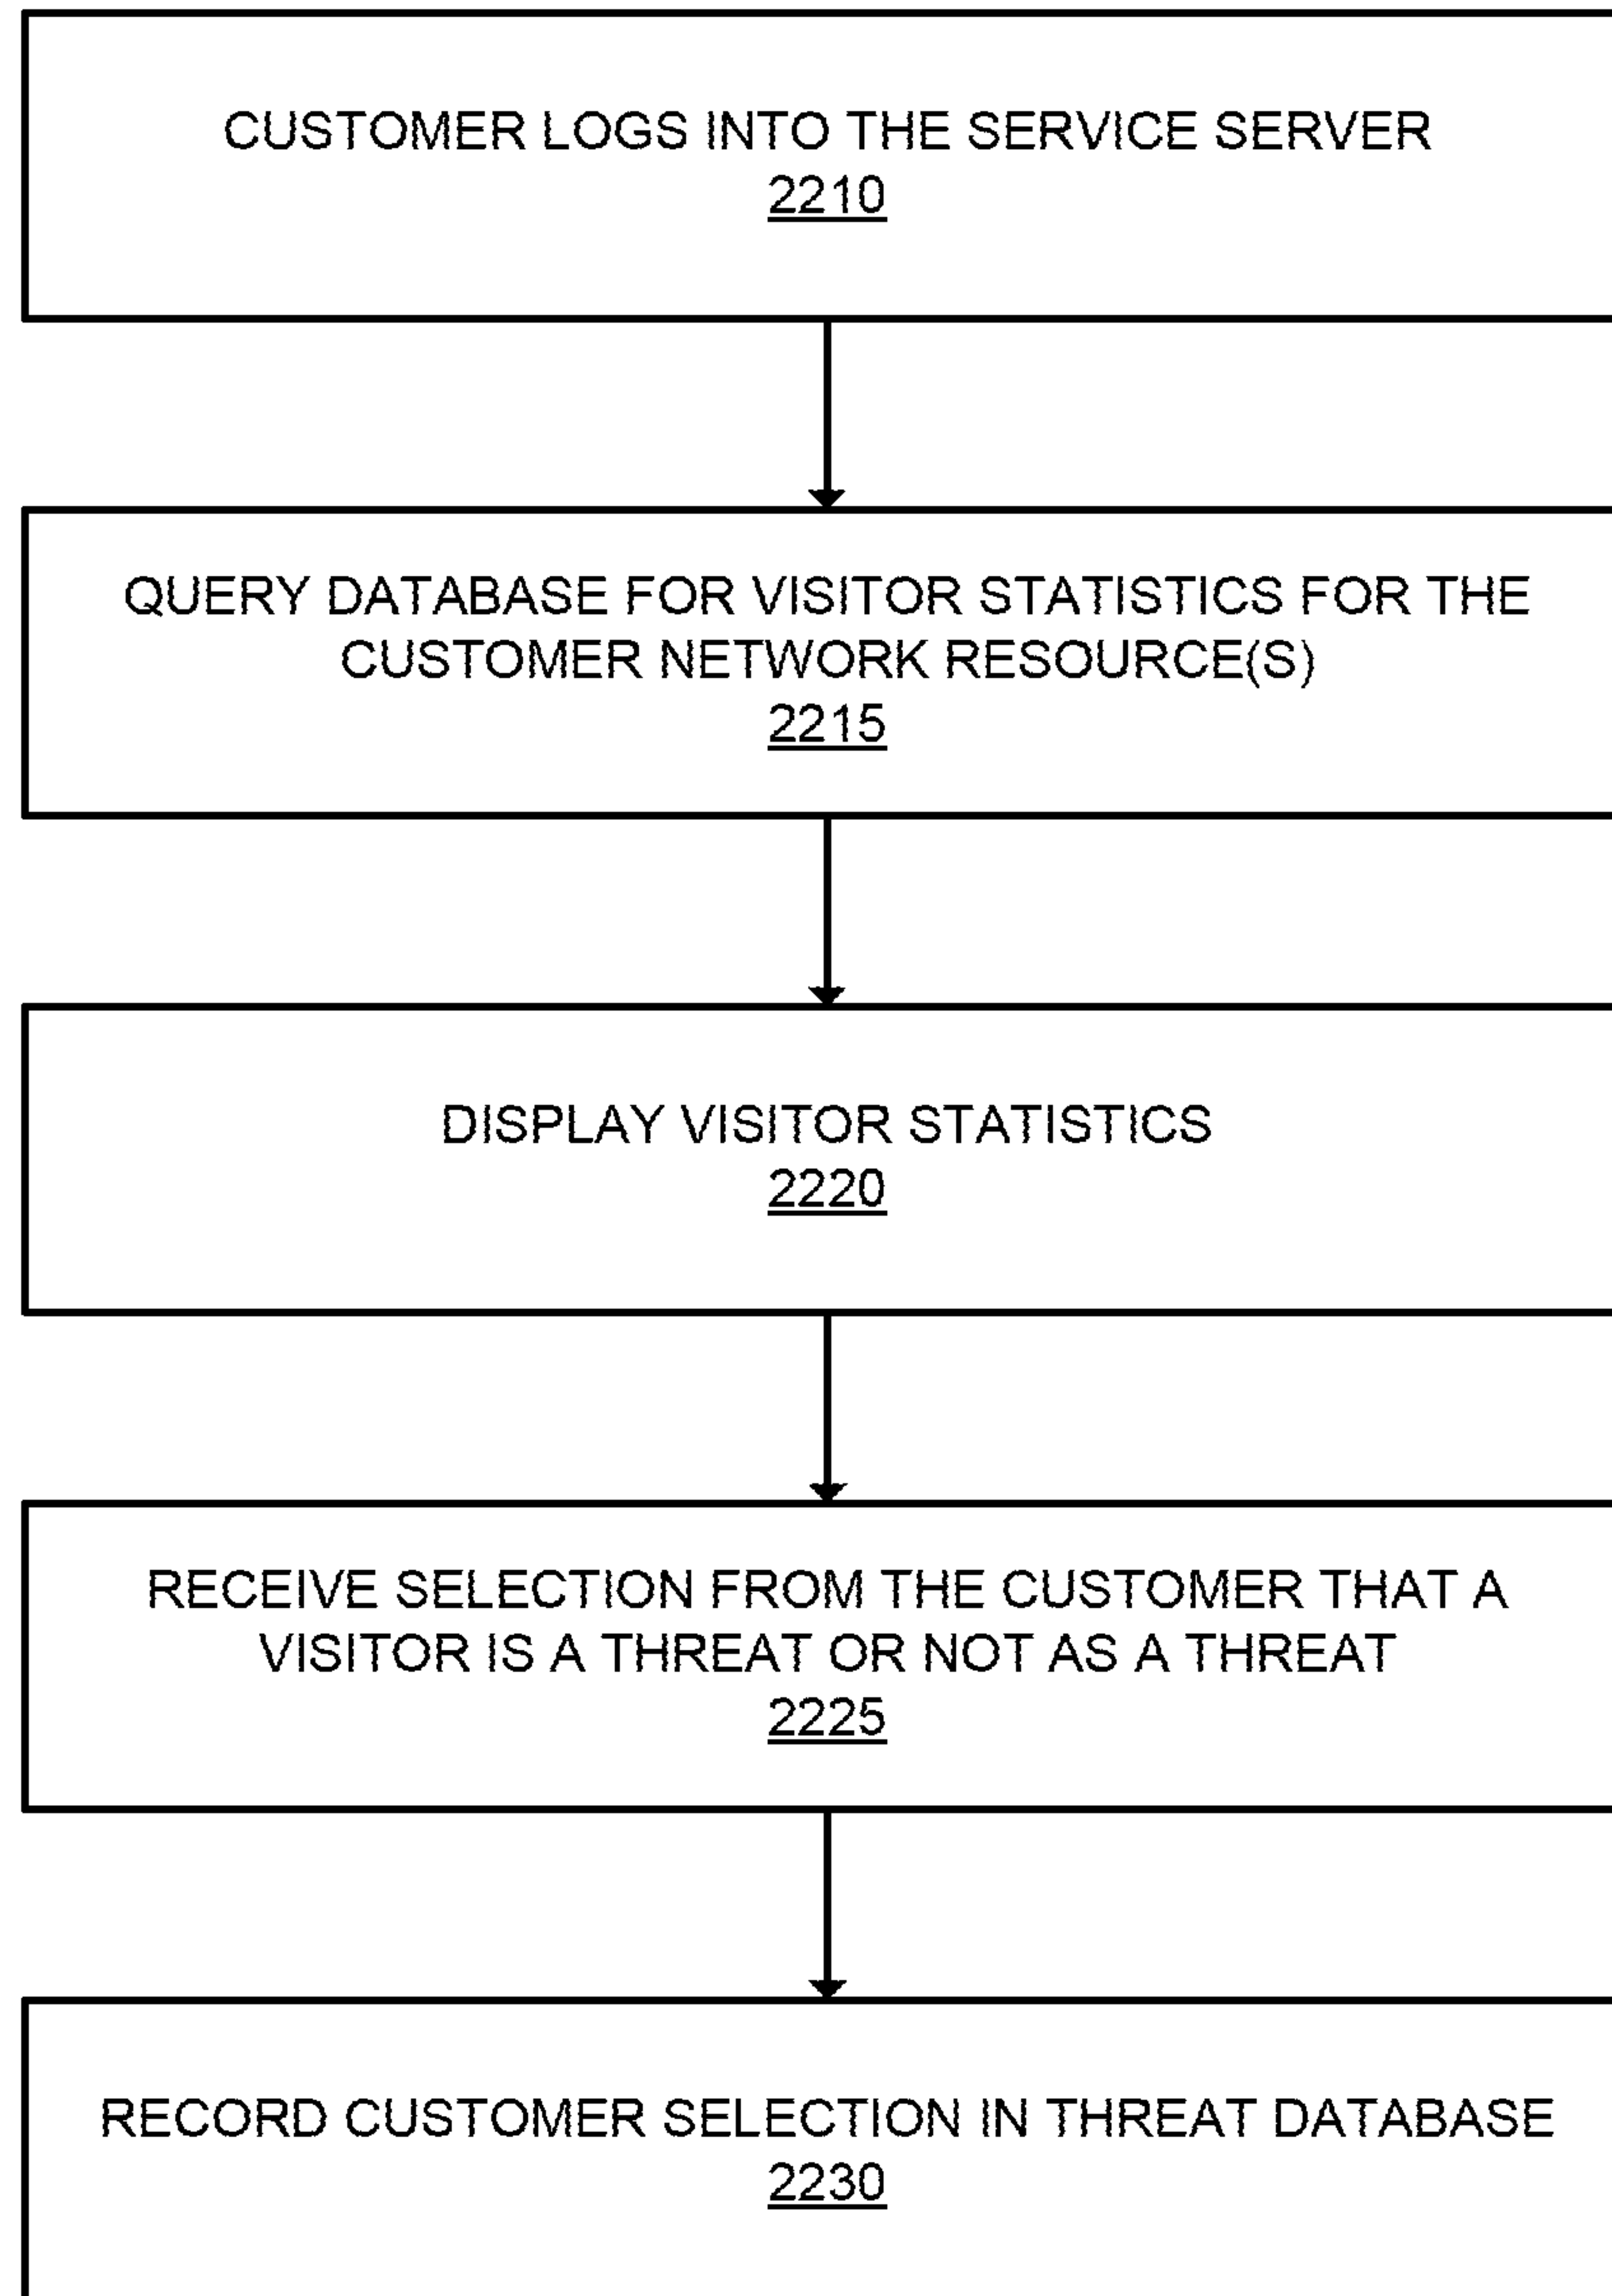 CUSTOMER LOGS INTO THE SERVICE SERVER
2210
QUERY DATABASE FOR VISITOR STATISTICS FOR THE
CUSTOMER NETWORK RESOURCE(S)
2215
DISPLAY VISITOR STATISTICS
2220
RECEIVE SELECTION FROM THE CUSTOMER THAT A
VISITOR IS A THREAT OR NOT AS A THREAT
2225
RECORD CUSTOMER SELECTION IN THREAT DATABASE
2230